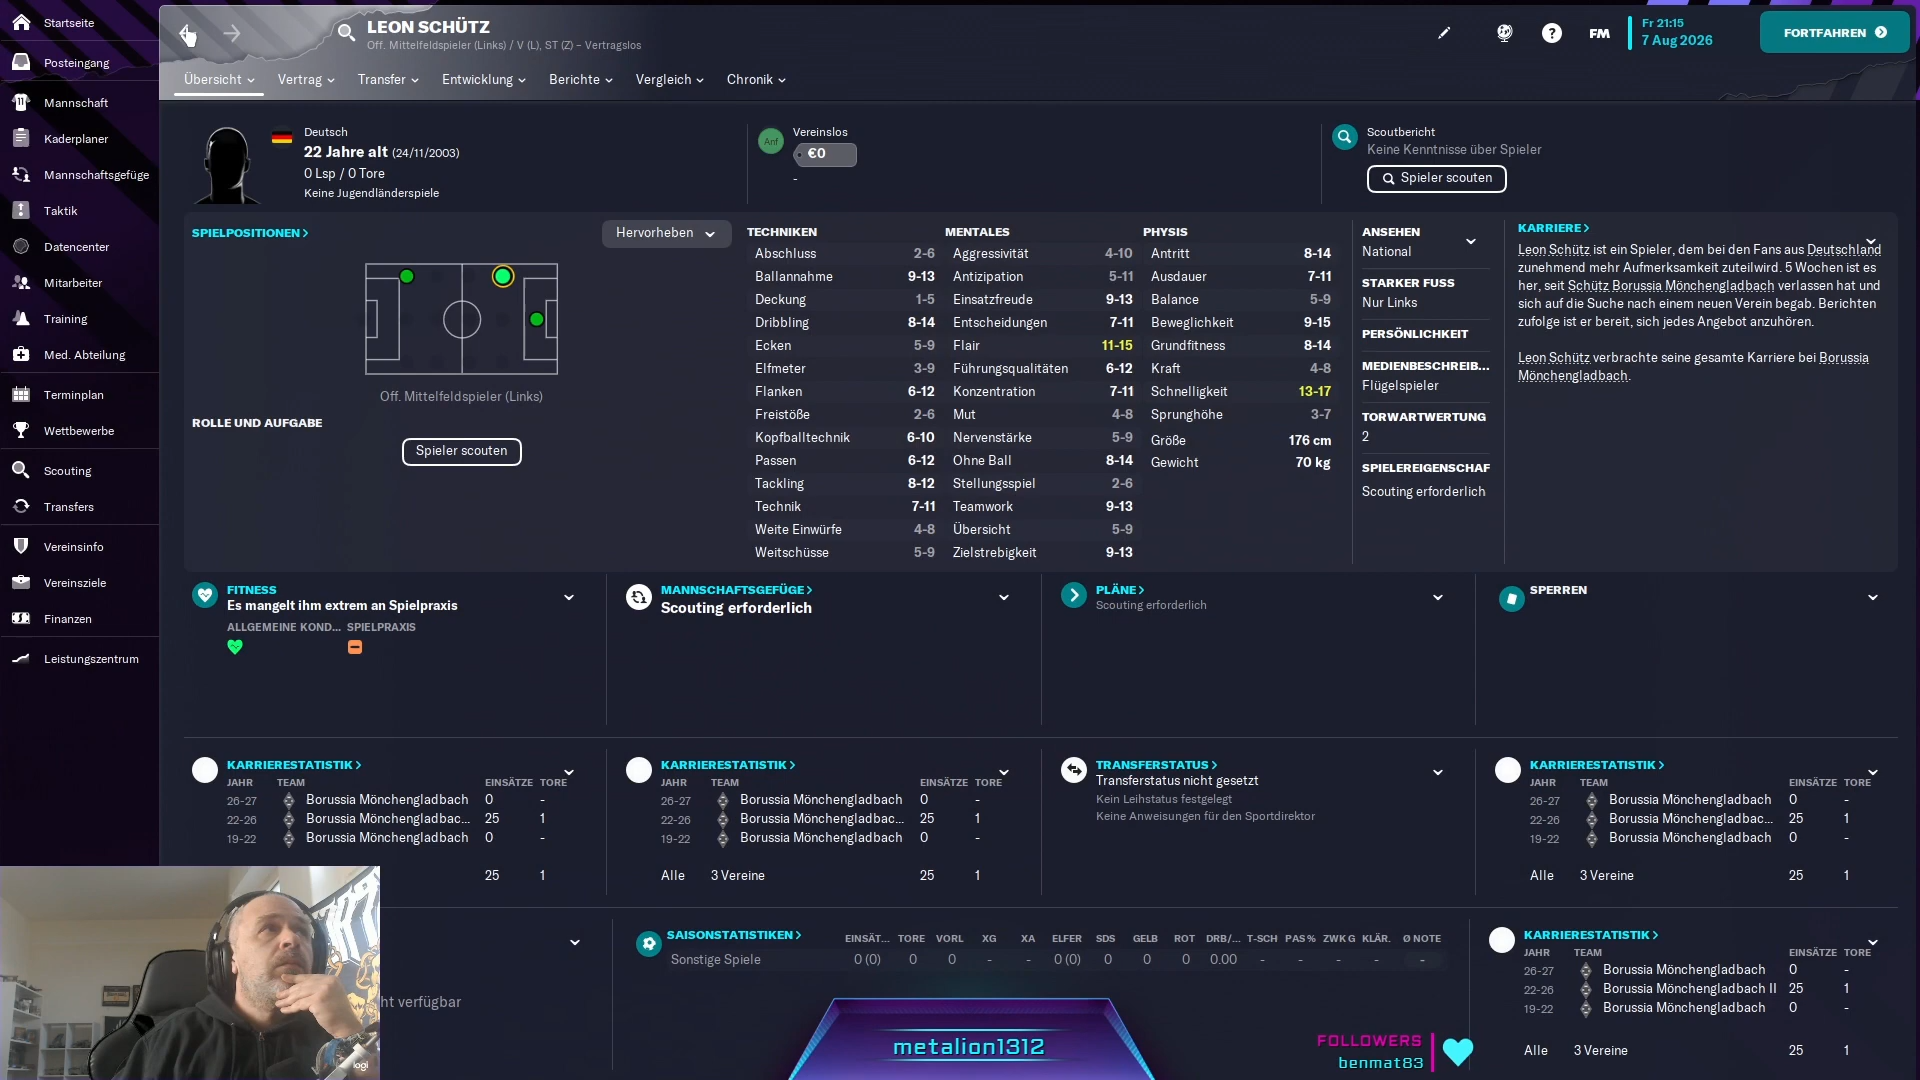 Startseite
Posteingang
Mannschaft
Kaderplaner
Mannschaftsgefüge
Taktik
Datencenter
Mitarbeiter
Training
Med. Abteilung
Terminplan
Wettbewerbe
Scouting
Transfers
Vereinsinfo
Vereinsziele
Finanzen
Leistungszentrum
LEON SCHÜTZ
Off. Mittelfeldspieler (Links) / V (L), ST (Z) – Vertragslos
FM
Fr 21:15
7 Aug 2026
FORTFAHREN
Übersicht Vertrag Transfer Entwicklung Berichte Vergleich Chronik
Deutsch
22 Jahre alt (24/11/2003)
0 Lsp / 0 Tore
Keine Jugendländerspiele
Anf
Vereinslos
€0
-
Scoutbericht
Keine Kenntnisse über Spieler
Spieler scouten
SPIELPOSITIONEN
Hervorheben
Off. Mittelfeldspieler (Links)
ROLLE UND AUFGABE
Spieler scouten
TECHNIKEN
Abschluss 2-6
Ballannahme 9-13
Deckung 1-5
Dribbling 8-14
Ecken 5-9
Elfmeter 3-9
Flanken 6-12
Freistöße 2-6
Kopfballtechnik 6-10
Passen 6-12
Tackling 8-12
Technik 7-11
Weite Einwürfe 4-8
Weitschüsse 5-9
MENTALES
Aggressivität 4-10
Antizipation 5-11
Einsatzfreude 9-13
Entscheidungen 7-11
Flair 11-15
Führungsqualitäten 6-12
Konzentration 7-11
Mut 4-8
Nervenstärke 5-9
Ohne Ball 8-14
Stellungsspiel 2-6
Teamwork 9-13
Übersicht 5-9
Zielstrebigkeit 9-13
PHYSIS
Antritt 8-14
Ausdauer 7-11
Balance 5-9
Beweglichkeit 9-15
Grundfitness 8-14
Kraft 4-8
Schnelligkeit 13-17
Sprunghöhe 3-7
Größe 176 cm
Gewicht 70 kg
ANSEHEN
National
STARKER FUSS
Nur Links
PERSÖNLICHKEIT
MEDIENBESCHREIB...
Flügelspieler
TORWARTWERTUNG
2
SPIELEREIGENSCHAF
Scouting erforderlich
KARRIERE
Leon Schütz ist ein Spieler, dem bei den Fans aus Deutschland
zunehmend mehr Aufmerksamkeit zuteilwird. 5 Wochen ist es
her, seit Schütz Borussia Mönchengladbach verlassen hat und
sich auf die Suche nach einem neuen Verein begab. Berichten
zufolge ist er bereit, sich jedes Angebot anzuhören.
Leon Schütz verbrachte seine gesamte Karriere bei Borussia
Mönchengladbach.
FITNESS
Es mangelt ihm extrem an Spielpraxis
ALLGEMEINE KOND... SPIELPRAXIS
MANNSCHAFTSGEFÜGE
Scouting erforderlich
PLÄNE
Scouting erforderlich
SPERREN
KARRIERESTATISTIK
JAHR TEAM EINSÄTZE TORE
26-27 Borussia Mönchengladbach 0 -
22-26 Borussia Mönchengladbac... 25 1
19-22 Borussia Mönchengladbach 0 -
25 1
KARRIERESTATISTIK
JAHR TEAM EINSÄTZE TORE
26-27 Borussia Mönchengladbach 0 -
22-26 Borussia Mönchengladbac... 25 1
19-22 Borussia Mönchengladbach 0 -
Alle 3 Vereine 25 1
TRANSFERSTATUS
Transferstatus nicht gesetzt
Kein Leihstatus festgelegt
Keine Anweisungen für den Sportdirektor
KARRIERESTATISTIK
JAHR TEAM EINSÄTZE TORE
26-27 Borussia Mönchengladbach 0 -
22-26 Borussia Mönchengladbac... 25 1
19-22 Borussia Mönchengladbach 0 -
Alle 3 Vereine 25 1
ht verfügbar
SAISONSTATISTIKEN
EINSÄT... TORE VORL XG XA ELFER SDS GELB ROT DRB/... T-SCH PAS % ZWK G KLÄR. Ø NOTE
Sonstige Spiele 0 (0) 0 0 - - 0 (0) 0 0 0 0.00 - - - - -
KARRIERESTATISTIK
JAHR TEAM EINSÄTZE TORE
26-27 Borussia Mönchengladbach 0 -
22-26 Borussia Mönchengladbach II 25 1
19-22 Borussia Mönchengladbach 0 -
Alle 3 Vereine 25 1
metalion1312
FOLLOWERS
benmat83
logi